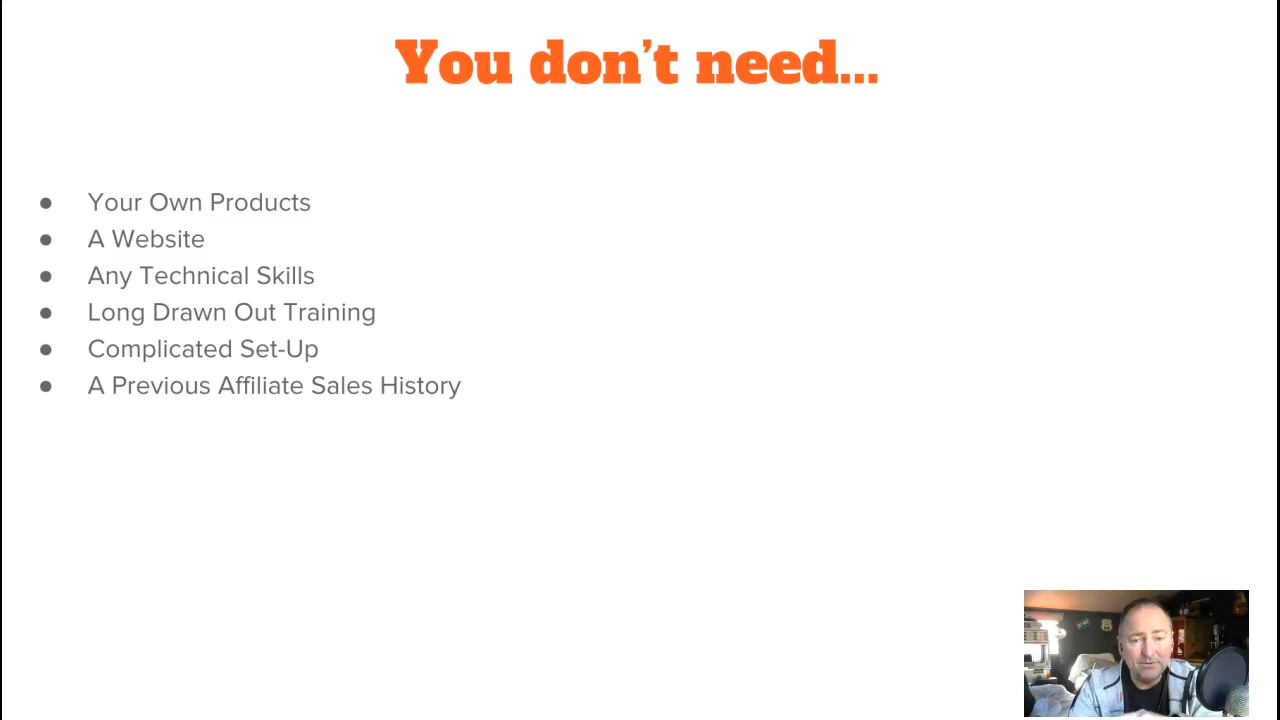 You don't need...
● Your Own Products
● A Website
● Any Technical Skills
● Long Drawn Out Training
● Complicated Set-Up
● A Previous Affiliate Sales History